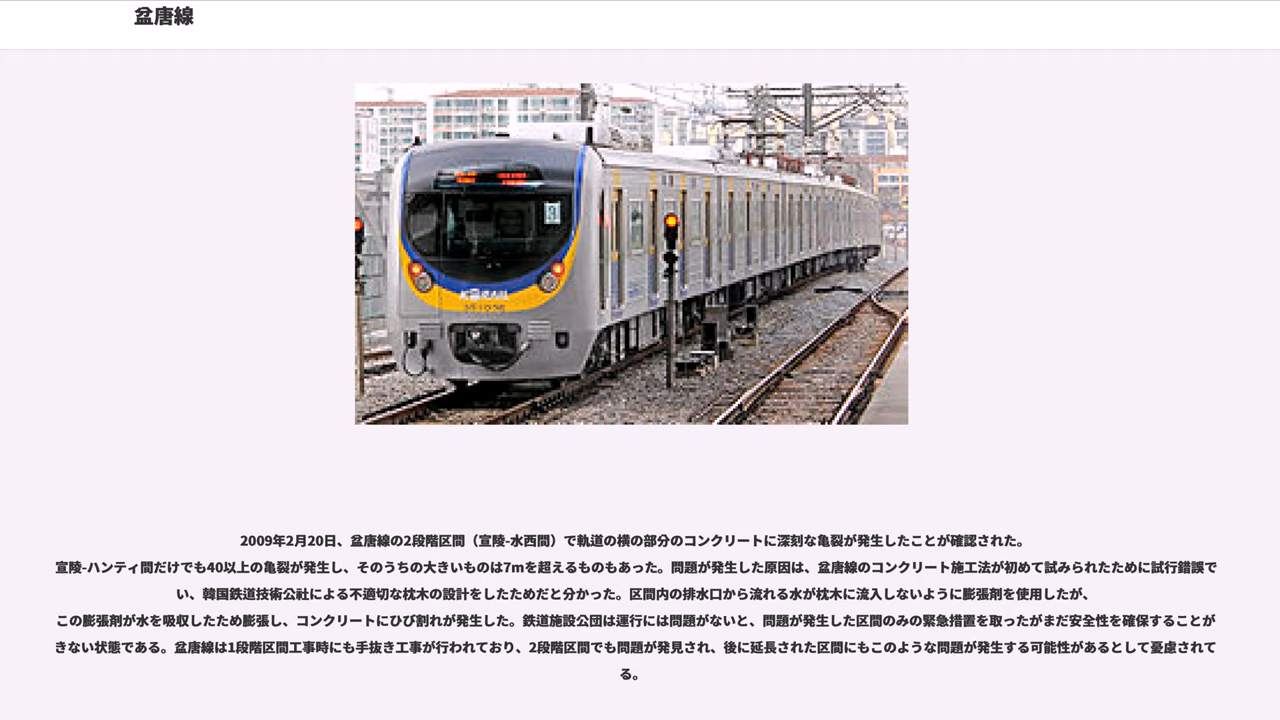 盆唐線
2009年2月20日、盆唐線の2段階区間（宣陵-水西間）で軌道の横の部分のコンクリートに深刻な亀裂が発生したことが確認された。
宣陵-ハンティ間だけでも40以上の亀裂が発生し、そのうちの大きいものは7mを超えるものもあった。問題が発生した原因は、盆唐線のコンクリート施工法が初めて試みられたために試行錯誤で
い、韓国鉄道技術公社による不適切な枕木の設計をしたためだと分かった。区間内の排水口から流れる水が枕木に流入しないように膨張剤を使用したが、
この膨張剤が水を吸収したため膨張し、コンクリートにひび割れが発生した。鉄道施設公団は運行には問題がないと、問題が発生した区間のみの緊急措置を取ったがまだ安全性を確保することが
きない状態である。盆唐線は1段階区間工事時にも手抜き工事が行われており、2段階区間でも問題が発見され、後に延長された区間にもこのような問題が発生する可能性があるとして憂慮されて
る。